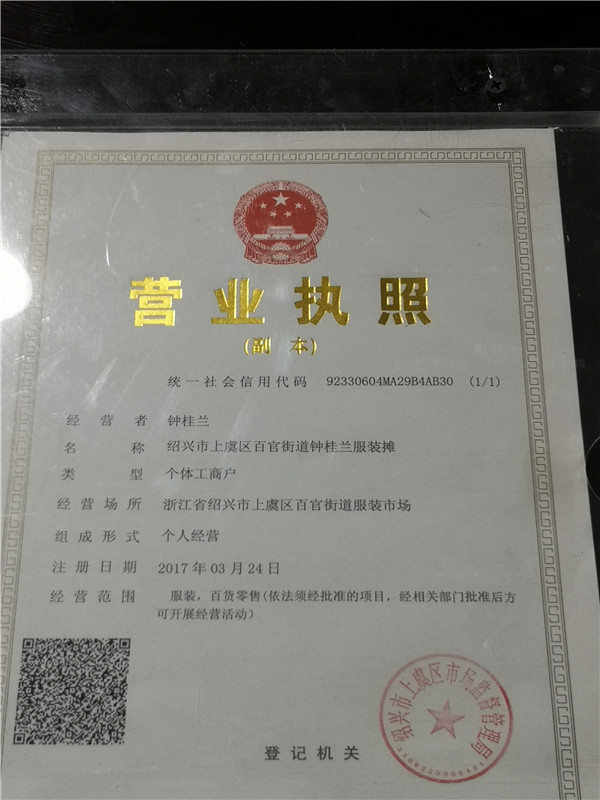 营业执照
(副 本)
统一社会信用代码 92330604MA29B4AB30 (1/1)
经营者 钟桂兰
名称 绍兴市上虞区百官街道钟桂兰服装摊
类型 个体工商户
经营场所 浙江省绍兴市上虞区百官街道服装市场
组成形式 个人经营
注册日期 2017年03月24日
经营范围 服装，百货零售(依法须经批准的项目，经相关部门批准后方
可开展经营活动)
绍兴市上虞区市场监督管理局
登记机关